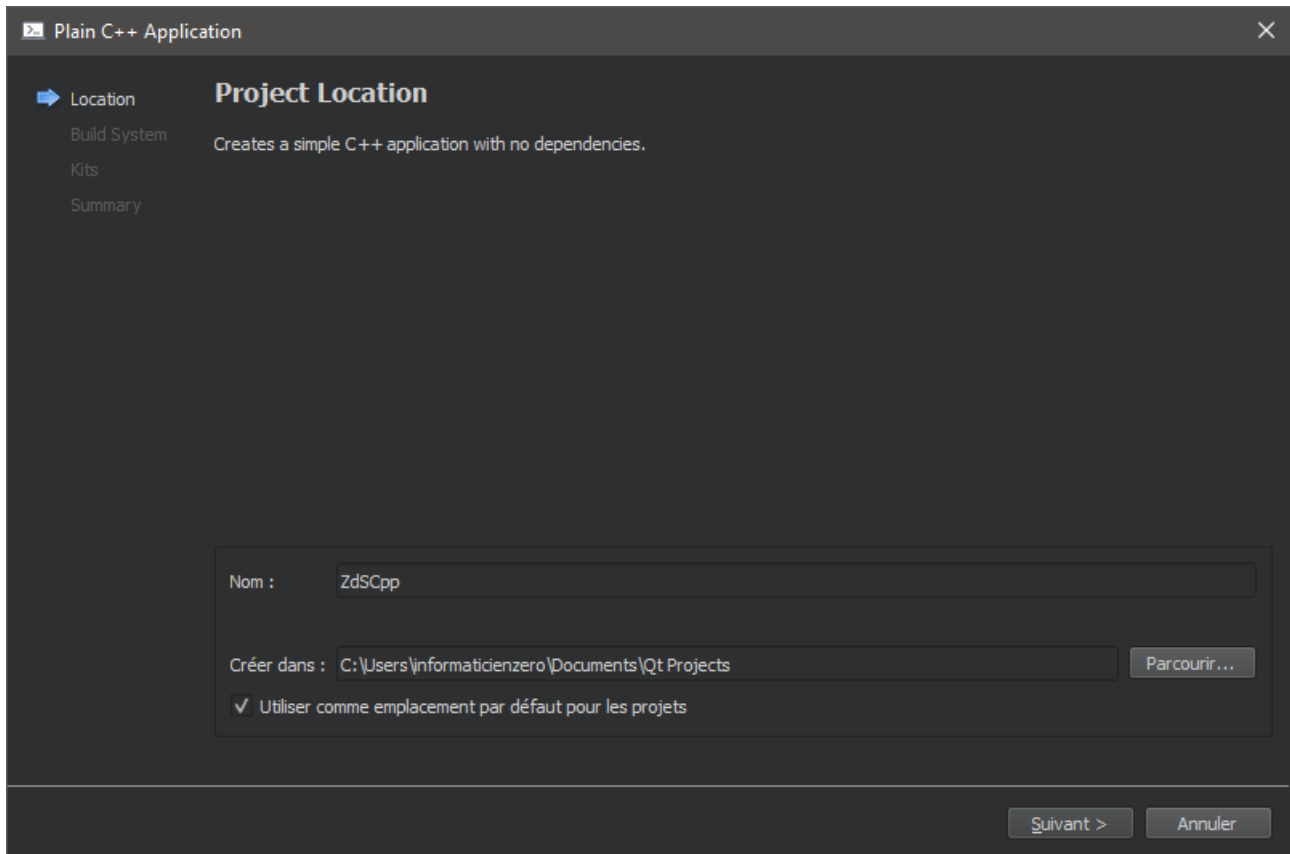 Plain C++ Application
Location
Build System
Kits
Summary
Project Location
Creates a simple C++ application with no dependencies.
Nom : ZdSCpp
Créer dans : C:\Users\informaticienzero\Documents\Qt Projects Parcourir...
Utiliser comme emplacement par défaut pour les projets
Suivant > Annuler